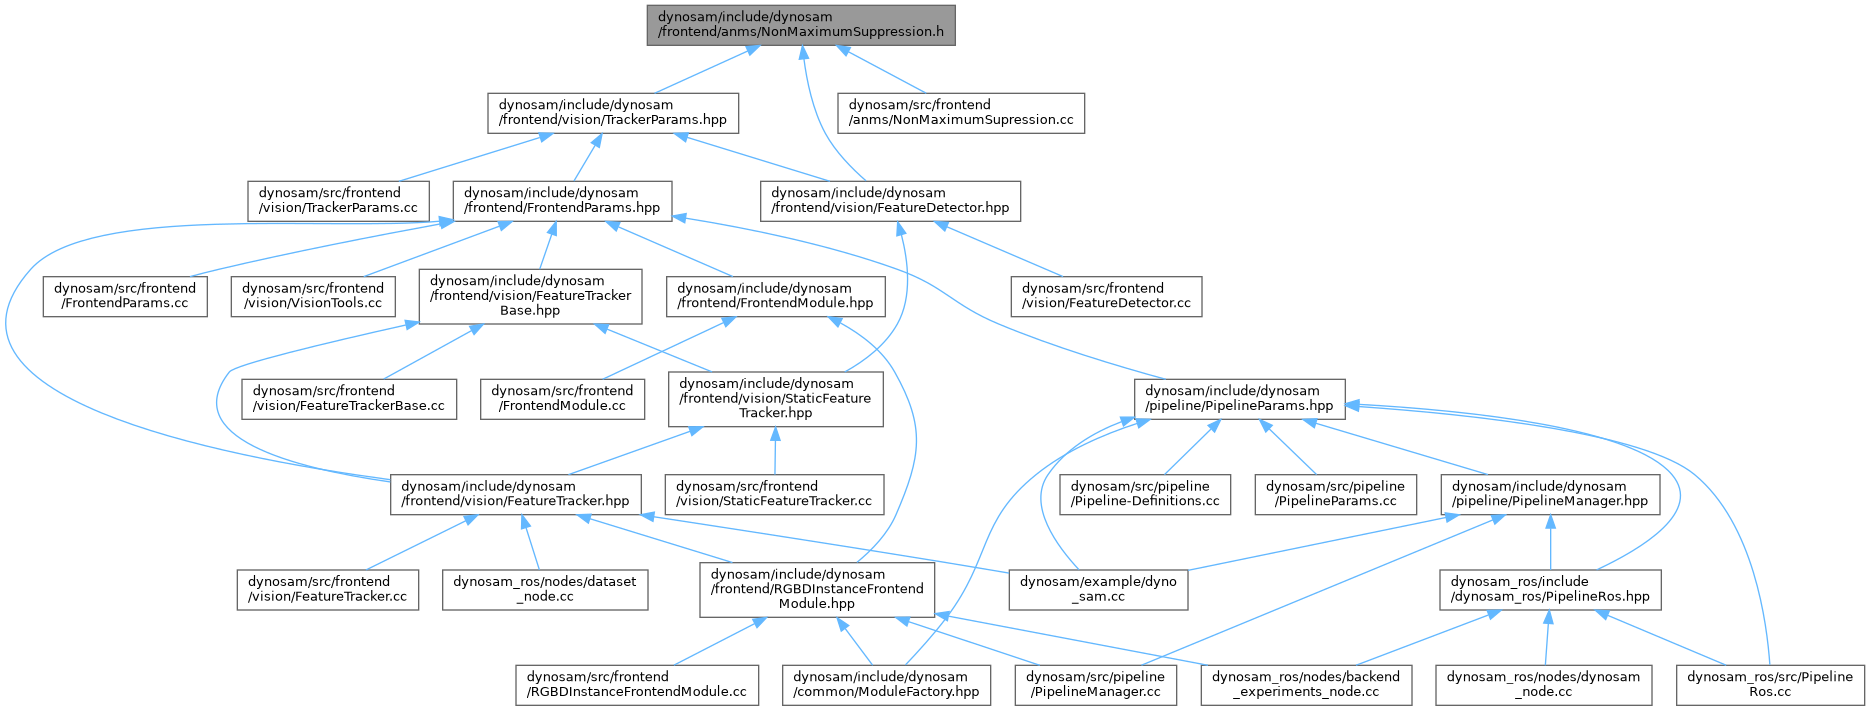 dynosam/include/dynosam
/frontend/anms/NonMaximumSuppression.h
dynosam/include/dynosam
/frontend/vision/TrackerParams.hpp
dynosam/src/frontend
/anms/NonMaximumSupression.cc
dynosam/src/frontend
/vision/TrackerParams.cc
dynosam/include/dynosam
/frontend/FrontendParams.hpp
dynosam/include/dynosam
/frontend/vision/FeatureDetector.hpp
dynosam/src/frontend
/FrontendParams.cc
dynosam/src/frontend
/vision/VisionTools.cc
dynosam/include/dynosam
/frontend/vision/FeatureTracker
Base.hpp
dynosam/include/dynosam
/frontend/FrontendModule.hpp
dynosam/src/frontend
/vision/FeatureDetector.cc
dynosam/src/frontend
/vision/FeatureTrackerBase.cc
dynosam/src/frontend
/FrontendModule.cc
dynosam/include/dynosam
/frontend/vision/StaticFeature
Tracker.hpp
dynosam/include/dynosam
/pipeline/PipelineParams.hpp
dynosam/include/dynosam
/frontend/vision/FeatureTracker.hpp
dynosam/src/frontend
/vision/StaticFeatureTracker.cc
dynosam/src/pipeline
/Pipeline-Definitions.cc
dynosam/src/pipeline
/PipelineParams.cc
dynosam/include/dynosam
/pipeline/PipelineManager.hpp
dynosam/src/frontend
/vision/FeatureTracker.cc
dynosam_ros/nodes/dataset
_node.cc
dynosam/include/dynosam
/frontend/RGBDInstanceFrontend
Module.hpp
dynosam/example/dyno
_sam.cc
dynosam_ros/include
/dynosam_ros/PipelineRos.hpp
dynosam/src/frontend
/RGBDInstanceFrontendModule.cc
dynosam/include/dynosam
/common/ModuleFactory.hpp
dynosam/src/pipeline
/PipelineManager.cc
dynosam_ros/nodes/backend
_experiments_node.cc
dynosam_ros/nodes/dynosam
_node.cc
dynosam_ros/src/Pipeline
Ros.cc